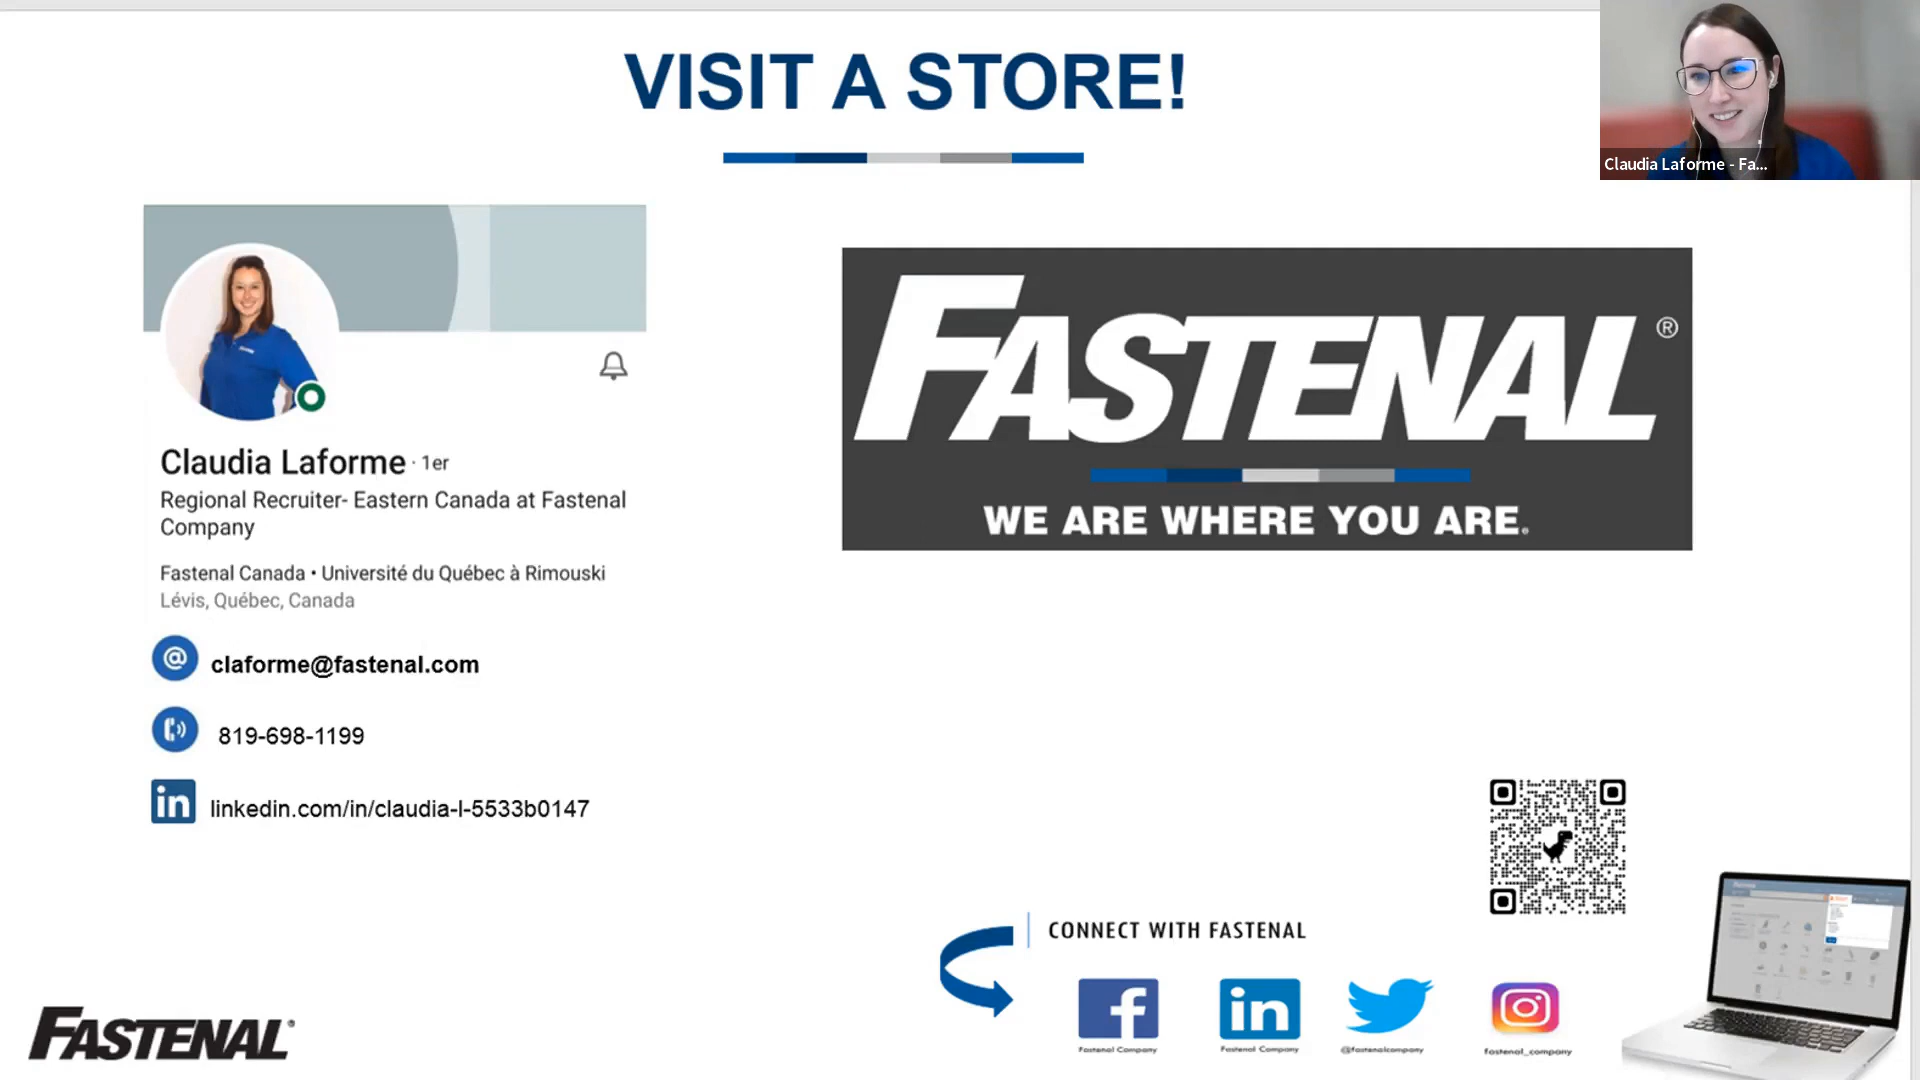 VISIT A STORE!
Claudia Laforme - Fa...
Claudia Laforme · 1er
Regional Recruiter- Eastern Canada at Fastenal
Company
Fastenal Canada • Université du Québec à Rimouski
Lévis, Québec, Canada
@ claforme@fastenal.com
819-698-1199
in linkedin.com/in/claudia-l-5533b0147
FASTENAL®
WE ARE WHERE YOU ARE.
CONNECT WITH FASTENAL
f
in
Fastenal Company
Fastenal Company
@fastenalcompany
fastenal_company
FASTENAL